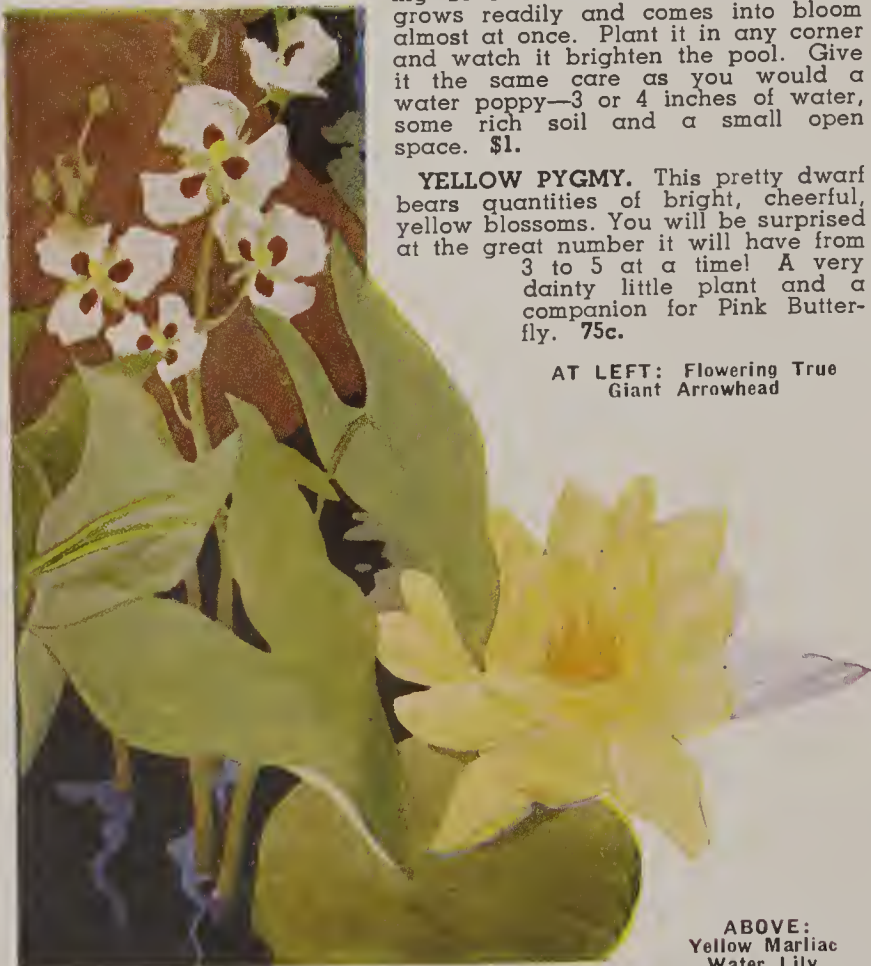 grows readily and comes into bloom
almost at once. Plant it in any corner
and watch it brighten the pool. Give
it the same care as you would a
water poppy—3 or 4 inches of water,
some rich soil and a small open
space. $1.
YELLOW PYGMY. This pretty dwarf
bears quantities of bright, cheerful,
yellow blossoms. You will be surprised
at the great number it will have from
3 to 5 at a time! A very
dainty little plant and a
companion for Pink Butter-
fly. 75c.
AT LEFT: Flowering True
Giant Arrowhead
ABOVE:
Yellow Marliac
Water Lily